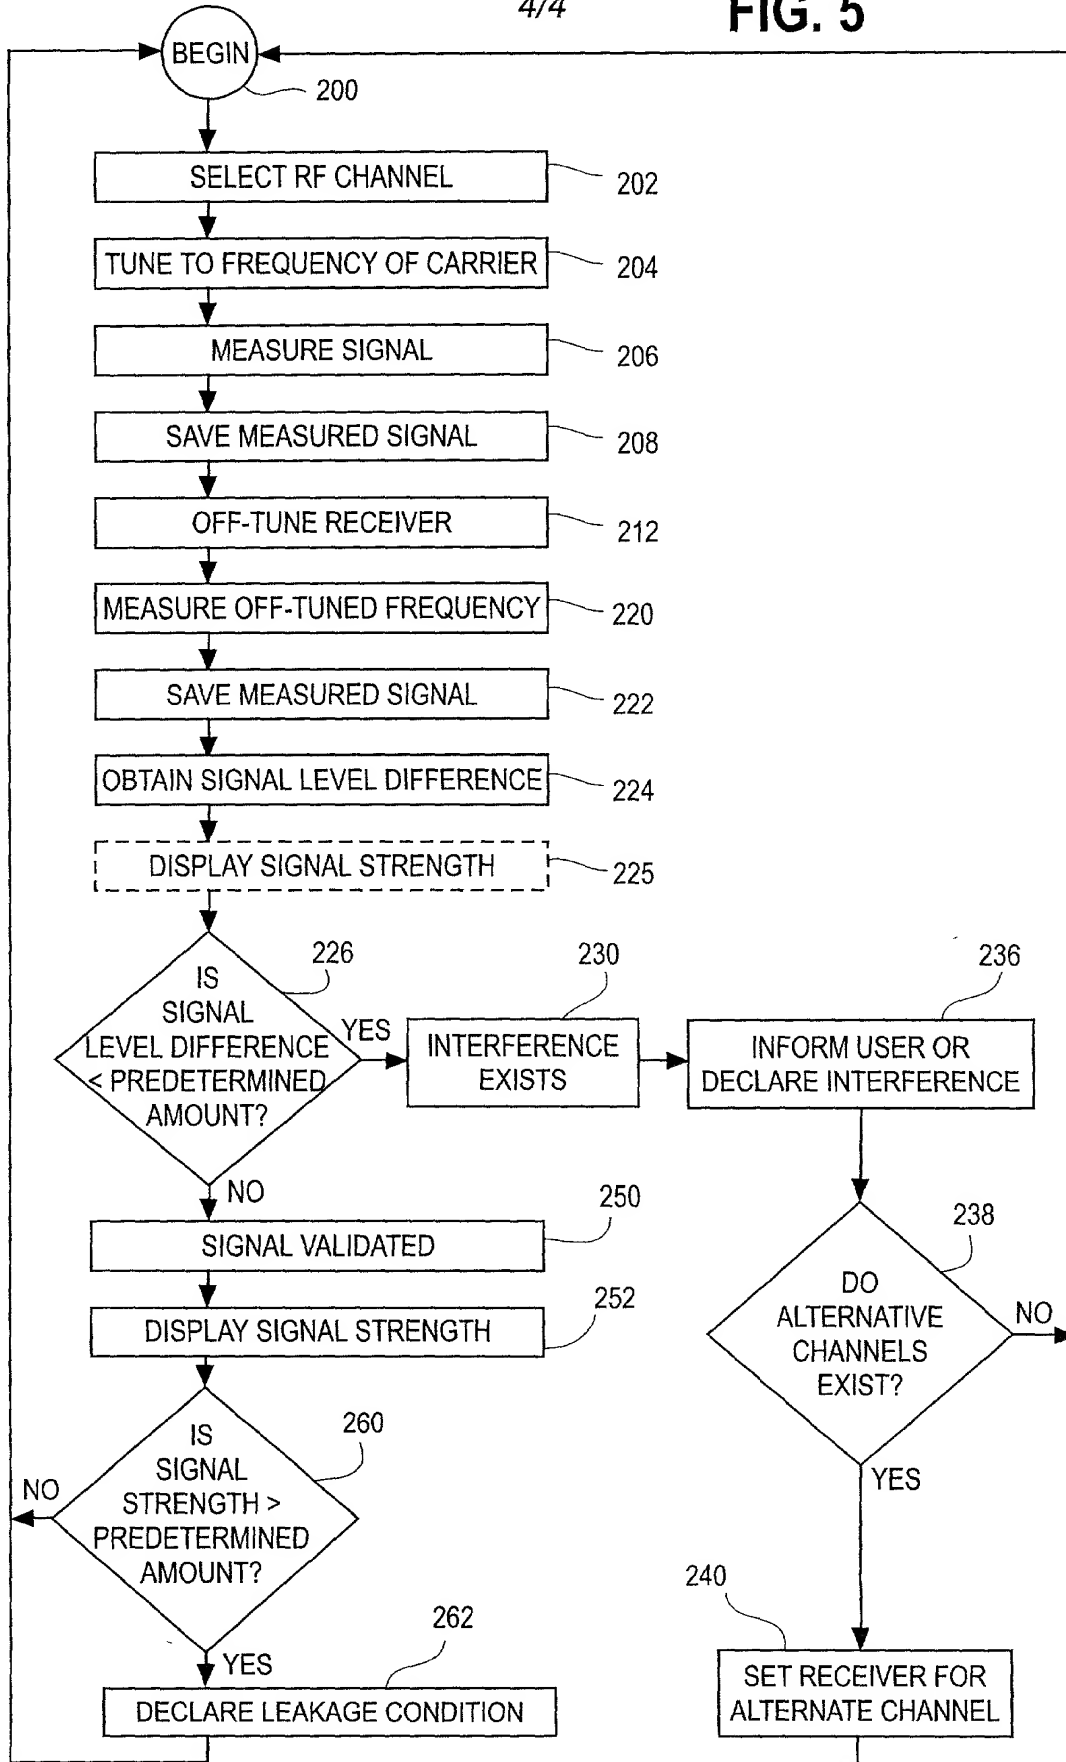 4/4
FIG. 5
BEGIN
200
SELECT RF CHANNEL
202
TUNE TO FREQUENCY OF CARRIER
204
MEASURE SIGNAL
206
SAVE MEASURED SIGNAL
208
OFF-TUNE RECEIVER
212
MEASURE OFF-TUNED FREQUENCY
220
SAVE MEASURED SIGNAL
222
OBTAIN SIGNAL LEVEL DIFFERENCE
224
DISPLAY SIGNAL STRENGTH
225
226
IS
SIGNAL
LEVEL DIFFERENCE
< PREDETERMINED
AMOUNT?
YES
230
INTERFERENCE
EXISTS
236
INFORM USER OR
DECLARE INTERFERENCE
NO
250
SIGNAL VALIDATED
252
DISPLAY SIGNAL STRENGTH
238
DO
ALTERNATIVE
CHANNELS
EXIST?
NO
YES
260
IS
SIGNAL
STRENGTH >
PREDETERMINED
AMOUNT?
NO
YES
262
DECLARE LEAKAGE CONDITION
240
SET RECEIVER FOR
ALTERNATE CHANNEL